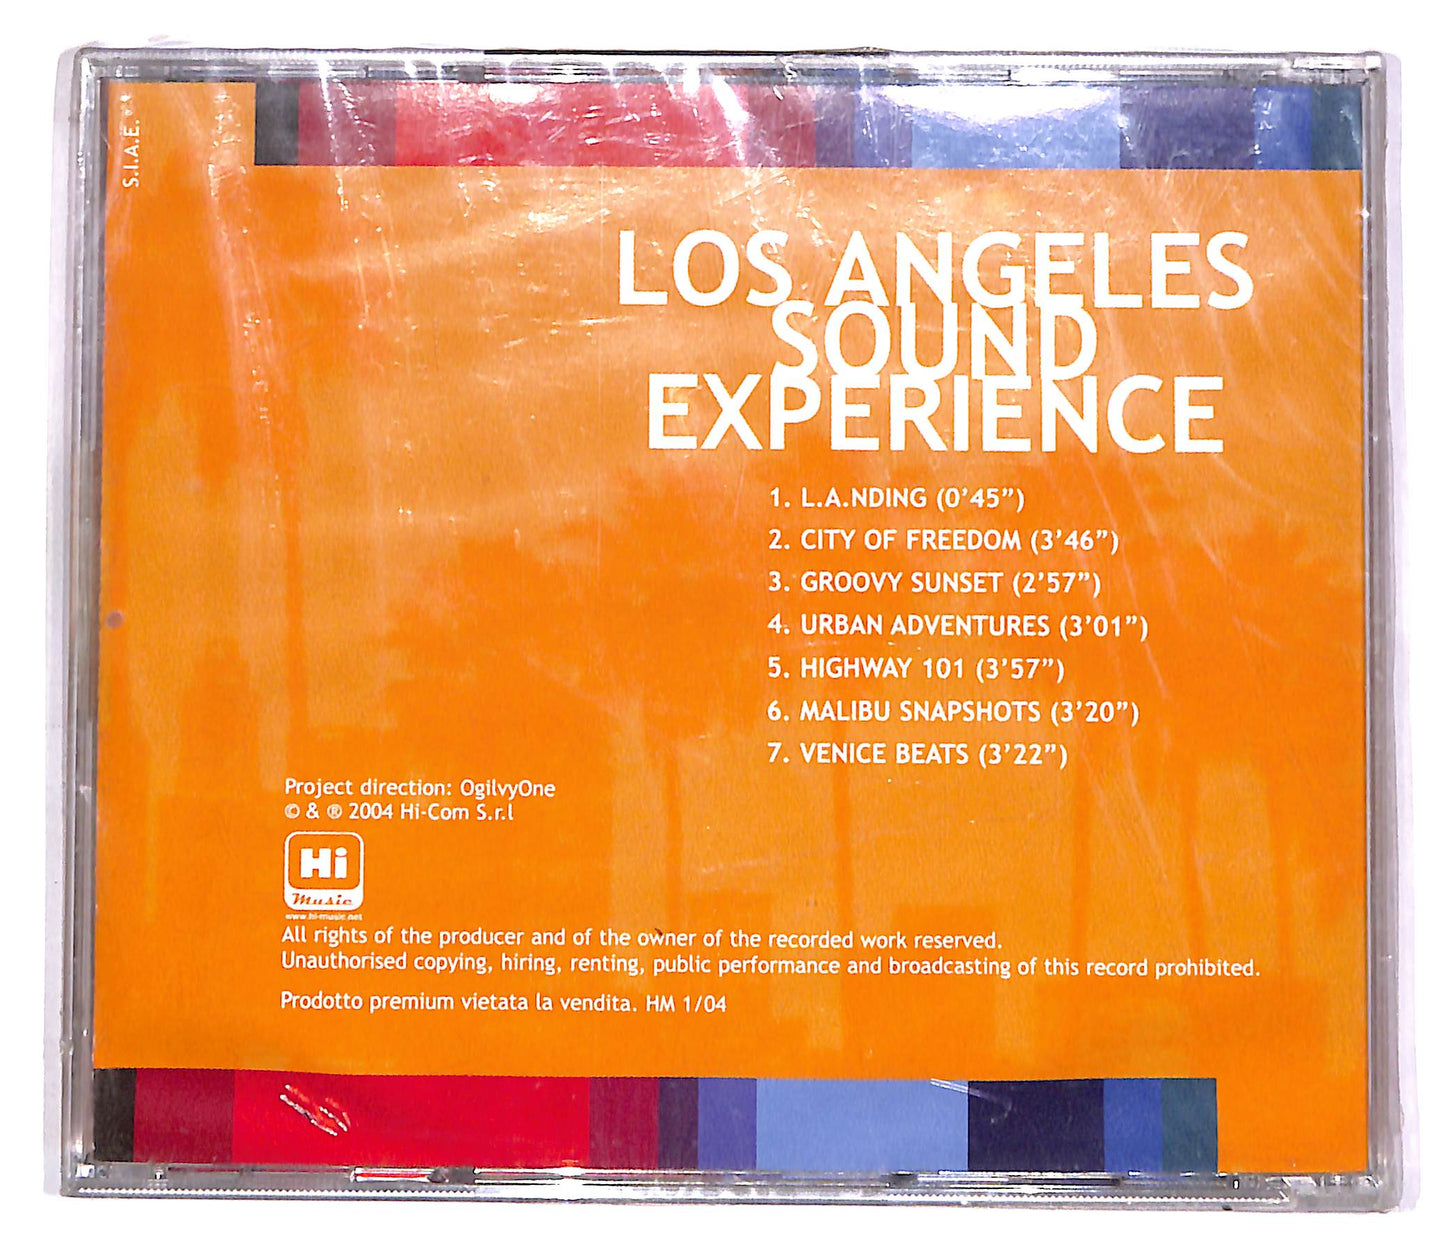 S.I.A.E.
LOS ANGELES
SOUND
EXPERIENCE
1. L.A.NDING (0’45”)
2. CITY OF FREEDOM (3’46”)
3. GROOVY SUNSET (2’57”)
4. URBAN ADVENTURES (3’01”)
5. HIGHWAY 101 (3’57”)
6. MALIBU SNAPSHOTS (3’20”)
7. VENICE BEATS (3’22”)
Project direction: OgilvyOne
© & ® 2004 Hi-Com S.r.l
Hi
Music
www.hi-music.net
All rights of the producer and of the owner of the recorded work reserved.
Unauthorised copying, hiring, renting, public performance and broadcasting of this record prohibited.
Prodotto premium vietata la vendita. HM 1/04